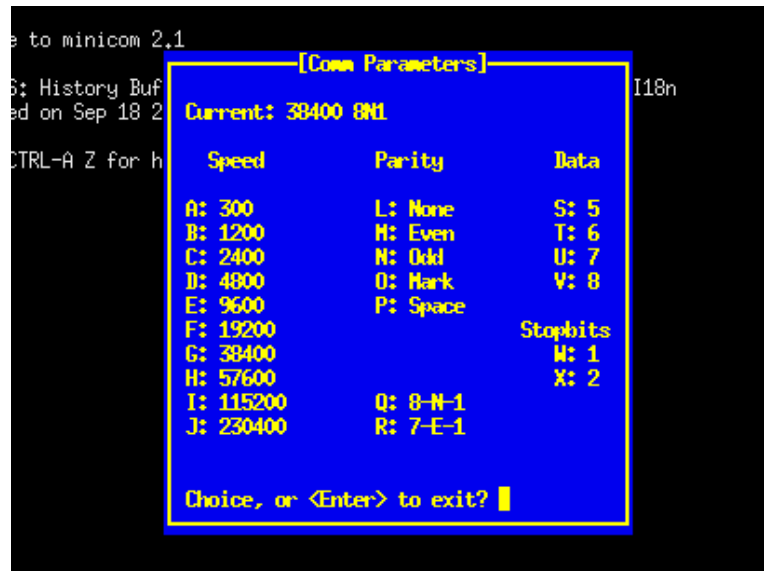 e to minicom 2.1
[Comm Parameters]
S: History Buf I18n
Current: 38400 8N1
ed on Sep 18 2
CTRL-A Z for h
Speed Parity Data
A: 300 L: None S: 5
B: 1200 M: Even T: 6
C: 2400 N: Odd U: 7
D: 4800 O: Mark V: 8
E: 9600 P: Space
F: 19200 Stopbits
G: 38400 W: 1
H: 57600 X: 2
I: 115200 Q: 8-N-1
J: 230400 R: 7-E-1
Choice, or <Enter> to exit?